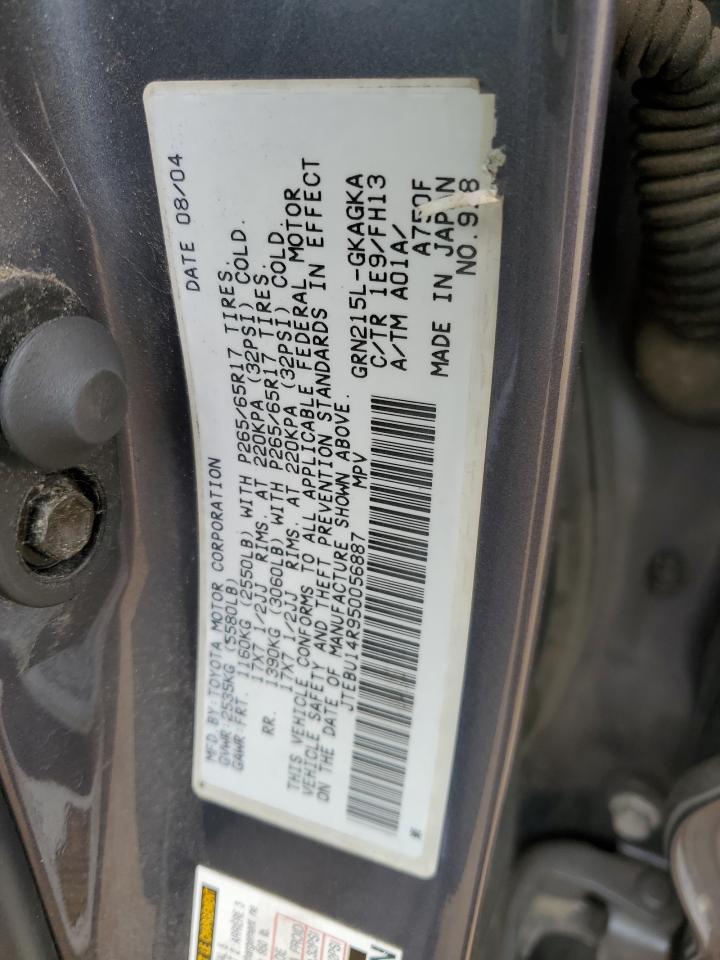 MFD.BY:TOYOTA MOTOR CORPORATION DATE 08/04
GVWR:2535KG (5580LB)
GAWR:FRT. 1160KG (2550LB) WITH P265/65R17 TIRES.
17X7 1/2JJ RIMS. AT 220KPA (32PSI) COLD.
RR. 1390KG (3060LB) WITH P265/65R17 TIRES.
17X7 1/2JJ RIMS. AT 220KPA (32PSI) COLD.
THIS VEHICLE CONFORMS TO ALL APPLICABLE FEDERAL MOTOR
VEHICLE SAFETY AND THEFT PREVENTION STANDARDS IN EFFECT
ON THE DATE OF MANUFACTURE SHOWN ABOVE.
JTEBU14R950056887 MPV
GRN215L-GKAGKA
C/TR 1E9/FH13
A/TM A01A/
A750F
MADE IN JAPAN